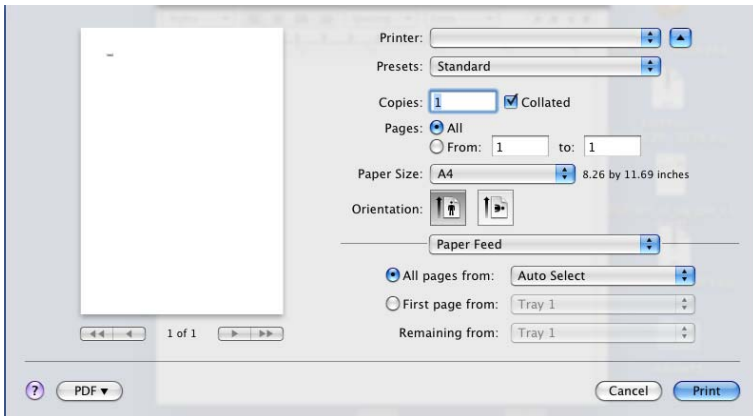 Printer:
Presets: Standard
Copies: 1 Collated
Pages: All
From: 1 to: 1
Paper Size: A4 8.26 by 11.69 inches
Orientation:
Paper Feed
All pages from: Auto Select
First page from: Tray 1
1 of 1 Remaining from: Tray 1
? PDF Cancel Print